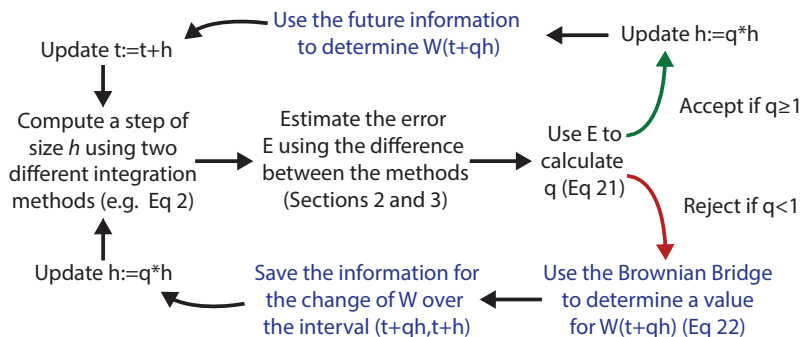 Use the future information
to determine W(t+qh)
Update h:=q*h
Update t:=t+h
Accept if q≥1
Compute a step of
size h using two
different integration
methods (e.g. Eq 2)
Estimate the error
E using the difference
between the methods
(Sections 2 and 3)
Use E to
calculate
q (Eq 21)
Reject if q<1
Update h:=q*h
Save the information for
the change of W over
the interval (t+qh,t+h)
Use the Brownian Bridge
to determine a value
for W(t+qh) (Eq 22)